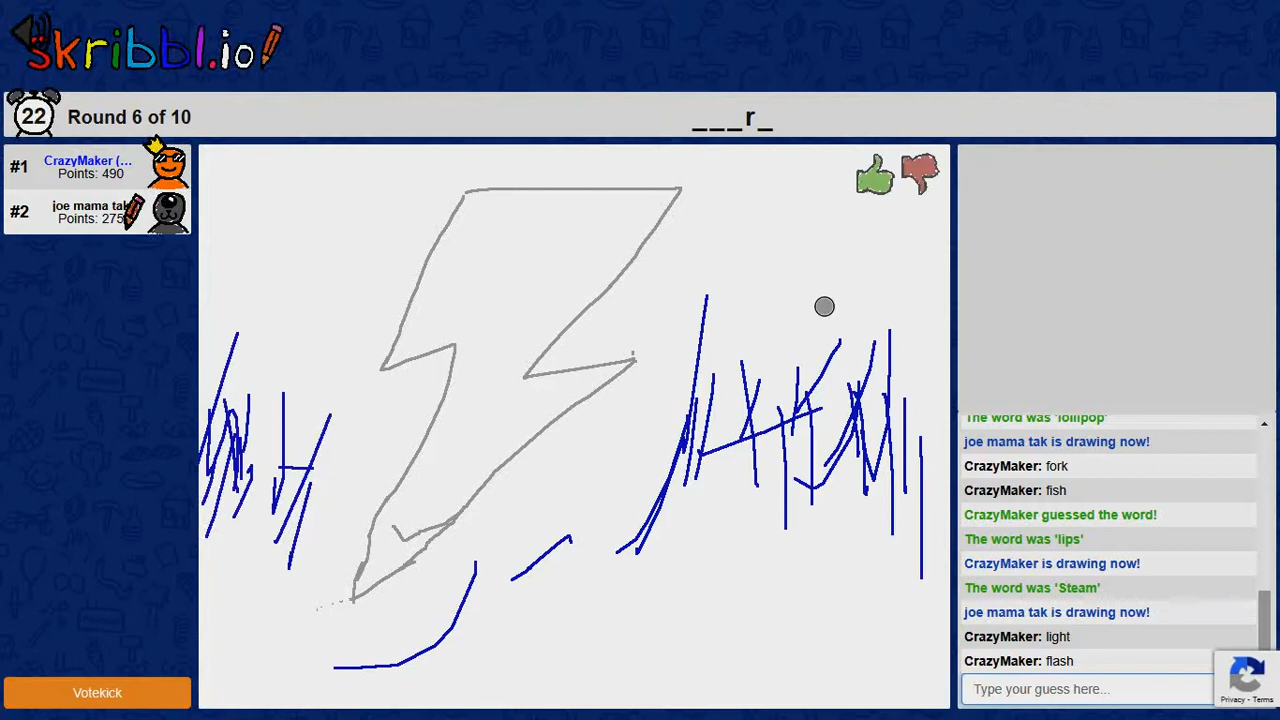 skribbl.io
22
Round 6 of 10
___r_
#1
CrazyMaker (...
Points: 490
#2
joe mama tak
Points: 275
The word was 'lollipop'
joe mama tak is drawing now!
CrazyMaker: fork
CrazyMaker: fish
CrazyMaker guessed the word!
The word was 'lips'
CrazyMaker is drawing now!
The word was 'Steam'
joe mama tak is drawing now!
CrazyMaker: light
CrazyMaker: flash
Type your guess here...
Privacy - Terms
Votekick